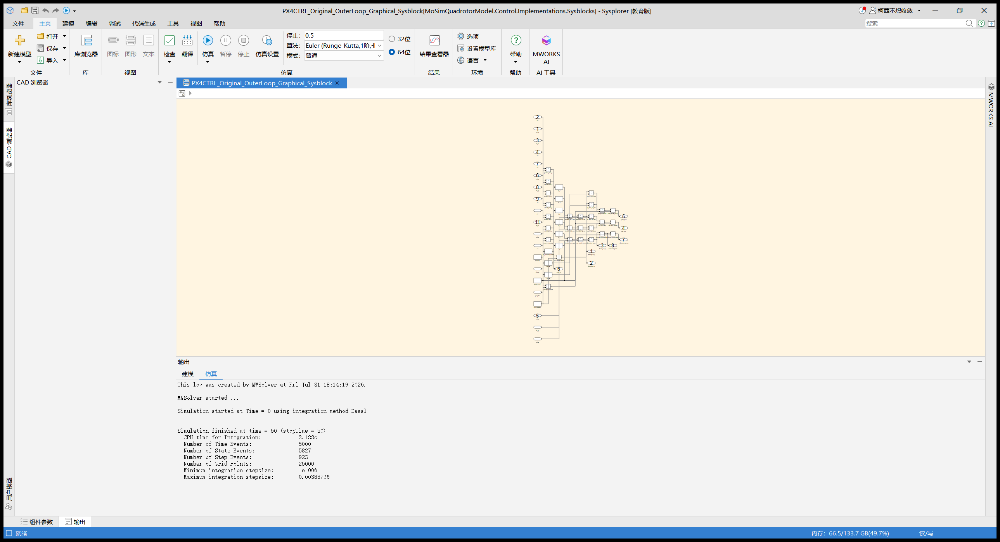 PX4CTRL_Original_OuterLoop_Graphical_Sysblock[MoSimQuadrotorModel.Control.Implementations.Sysblocks] - Sysplorer [教育版]
柯西不想收敛
文件 主页 建模 编辑 调试 代码生成 工具 视图 帮助
搜索
新建模型
打开
保存
导入
文件
库浏览器
库
图标 图形 文本
视图
检查 翻译
仿真 暂停 停止 仿真设置
停止： 0.5
算法： Euler (Runge-Kutta,1阶,
模式： 普通
32位
64位
仿真
结果查看器
结果
选项
设置模型库
语言
环境
帮助
帮助
MWORKS
AI
AI 工具
库浏览器
CAD 浏览器
用户模型
CAD 浏览器
PX4CTRL_Original_OuterLoop_Graphical_Sysblock
MWORKS AI
2
1
3
4
7
6
8
9
11
5
5
4
7
3 8
1
2
6
输出
建模 仿真
This log was created by MWSolver at Fri Jul 31 18:14:19 2026.
MWSolver started ...
Simulation started at Time = 0 using integration method Dassl
Simulation finished at time = 50 (stopTime = 50)
CPU time for Integration: 3.188s
Number of Time Events: 5000
Number of State Events: 5827
Number of Step Events: 923
Number of Grid Points: 25000
Minimum integration stepsize: 1e-006
Maximum integration stepsize: 0.00388796
组件参数 输出
就绪
内存： 66.5/133.7 GB(49.7%)
读/写